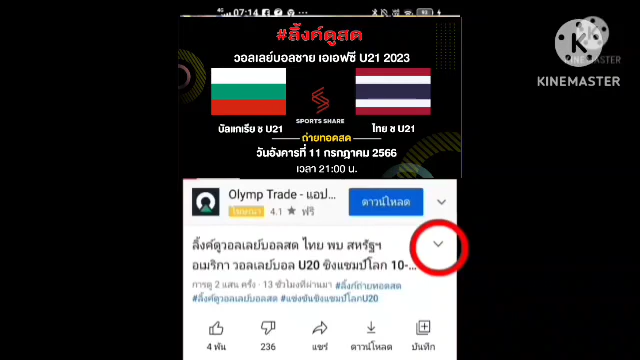 4G 07:14
#ลิ้งค์ดูสด
วอลเลย์บอลชาย เอเอฟซี U21 2023
SPORTS SHARE
บัลแกเรีย ช U21
ไทย ช U21
ถ่ายทอดสด
วันอังคารที่ 11 กรกฎาคม 2566
เวลา 21:00 น.
KINEMASTER
KINEMASTER
Olymp Trade - แอป...
โฆษณา 4.1 ★ ฟรี
ดาวน์โหลด
ลิ้งค์ดูวอลเลย์บอลสด ไทย พบ สหรัฐฯ
อเมริกา วอลเลย์บอล U20 ชิงแชมป์โลก 10-...
การดู 2 แสน ครั้ง · 13 ชั่วโมงที่ผ่านมา #ลิ้งก์ถ่ายทอดสด
#ลิ้งค์ดูวอลเลย์บอลสด #แข่งขันชิงแชมป์โลกU20
4 พัน
236
แชร์
ดาวน์โหลด
บันทึก